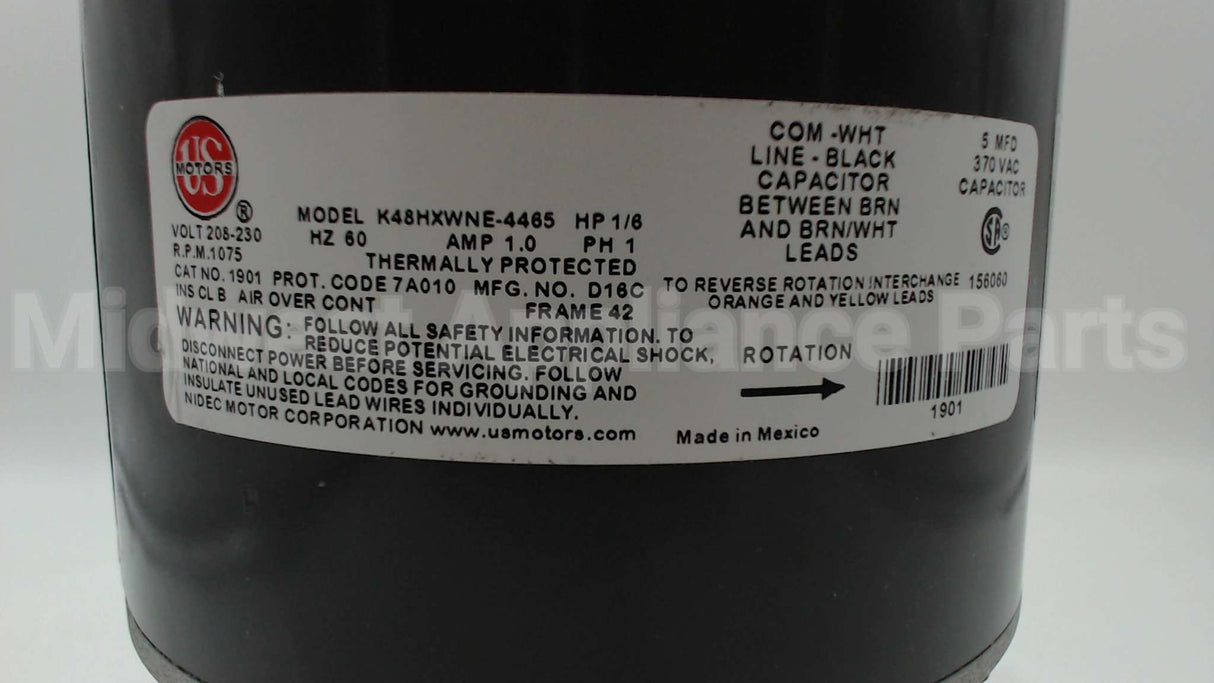 US
MOTORS
®
VOLT 208-230
R.P.M. 1075
MODEL K48HXWNE-4465 HP 1/6
HZ 60 AMP 1.0 PH 1
THERMALLY PROTECTED
CAT NO. 1901 PROT. CODE 7A010 MFG. NO. D16C
INS CL B AIR OVER CONT FRAME 42
WARNING: FOLLOW ALL SAFETY INFORMATION. TO
REDUCE POTENTIAL ELECTRICAL SHOCK,
DISCONNECT POWER BEFORE SERVICING. FOLLOW
NATIONAL AND LOCAL CODES FOR GROUNDING AND
INSULATE UNUSED LEAD WIRES INDIVIDUALLY.
NIDEC MOTOR CORPORATION www.usmotors.com
COM -WHT
LINE - BLACK
CAPACITOR
BETWEEN BRN
AND BRN/WHT
LEADS
5 MFD
370 VAC
CAPACITOR
SA®
156060
TO REVERSE ROTATION INTERCHANGE
ORANGE AND YELLOW LEADS
ROTATION
1901
Made in Mexico
Midwest Appliance Parts